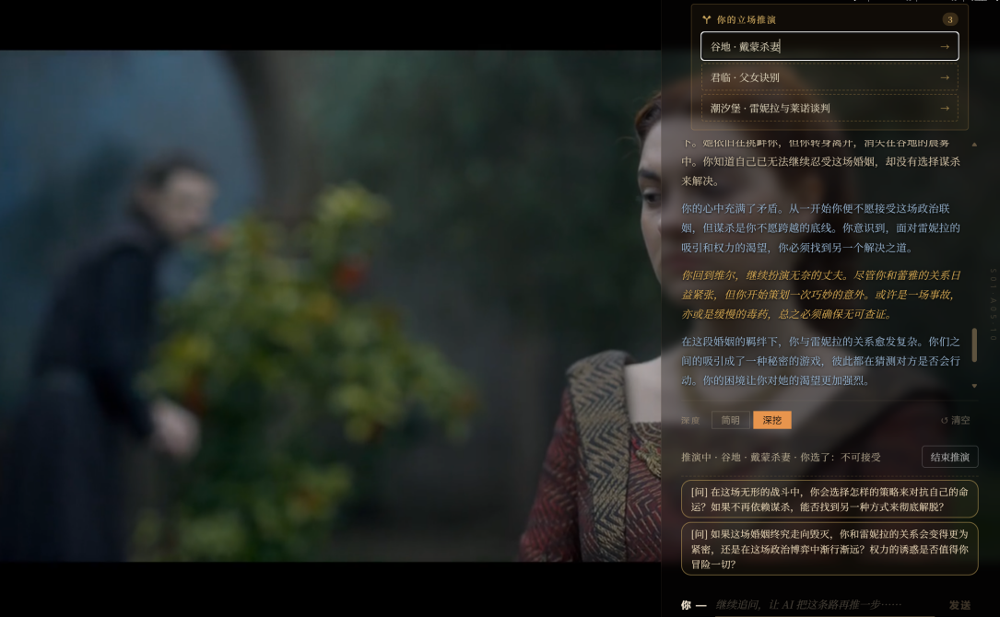 你的立场推演
3
谷地 · 戴蒙杀妻
→
君临 · 父女诀别
→
潮汐堡 · 雷妮拉与莱诺谈判
→
下。她依旧在挑衅你，但你转身离开，消失在谷地的晨雾
中。你知道自己已无法继续忍受这场婚姻，却没有选择谋杀
来解决。
你的心中充满了矛盾。从一开始你便不愿接受这场政治联
姻，但谋杀是你不愿跨越的底线。你意识到，面对雷妮拉的
吸引和权力的渴望，你必须找到另一个解决之道。
你回到维尔，继续扮演无奈的丈夫。尽管你和蕾雅的关系日
益紧张，但你开始策划一次巧妙的意外。或许是一场事故，
亦或是缓慢的毒药，总之必须确保无可查证。
在这段婚姻的羁绊下，你与雷妮拉的关系愈发复杂。你们之
间的吸引成了一种秘密的游戏，彼此都在猜测对方是否会行
动。你的困境让你对她的渴望更加强烈。
深度
简明
深挖
↺ 清空
推演中 · 谷地 · 戴蒙杀妻 · 你选了：不可接受
结束推演
[问] 在这场无形的战斗中，你会选择怎样的策略来对抗自己的命
运？如果不再依赖谋杀，能否找到另一种方式来彻底解脱？
[问] 如果这场婚姻终究走向毁灭，你和雷妮拉的关系会变得更为
紧密，还是在这场政治博弈中渐行渐远？权力的诱惑是否值得你
冒险一切？
你 —
继续追问，让 AI 把这条路再推一步……
发送